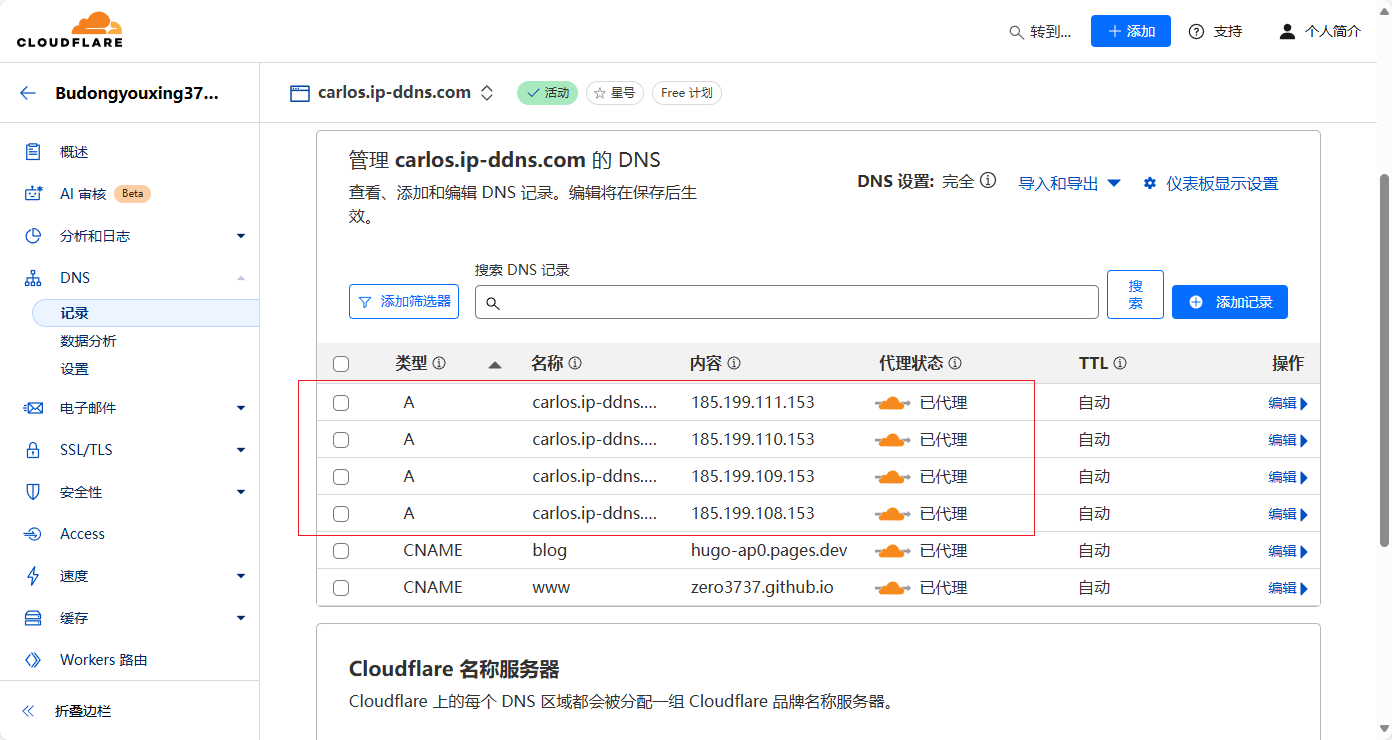 CLOUDFLARE
转到...
添加
支持
个人简介
Budongyouxing37...
carlos.ip-ddns.com
活动
星号
Free 计划
概述
AI 审核 Beta
分析和日志
DNS
记录
数据分析
设置
电子邮件
SSL/TLS
安全性
Access
速度
缓存
Workers 路由
折叠边栏
管理 carlos.ip-ddns.com 的 DNS
查看、添加和编辑 DNS 记录。编辑将在保存后生
效。
DNS 设置: 完全
导入和导出
仪表板显示设置
搜索 DNS 记录
添加筛选器
搜
索
添加记录
类型 名称 内容 代理状态 TTL 操作
A carlos.ip-ddns.... 185.199.111.153 已代理 自动 编辑
A carlos.ip-ddns.... 185.199.110.153 已代理 自动 编辑
A carlos.ip-ddns.... 185.199.109.153 已代理 自动 编辑
A carlos.ip-ddns.... 185.199.108.153 已代理 自动 编辑
CNAME blog hugo-ap0.pages.dev 已代理 自动 编辑
CNAME www zero3737.github.io 已代理 自动 编辑
Cloudflare 名称服务器
Cloudflare 上的每个 DNS 区域都会被分配一组 Cloudflare 品牌名称服务器。